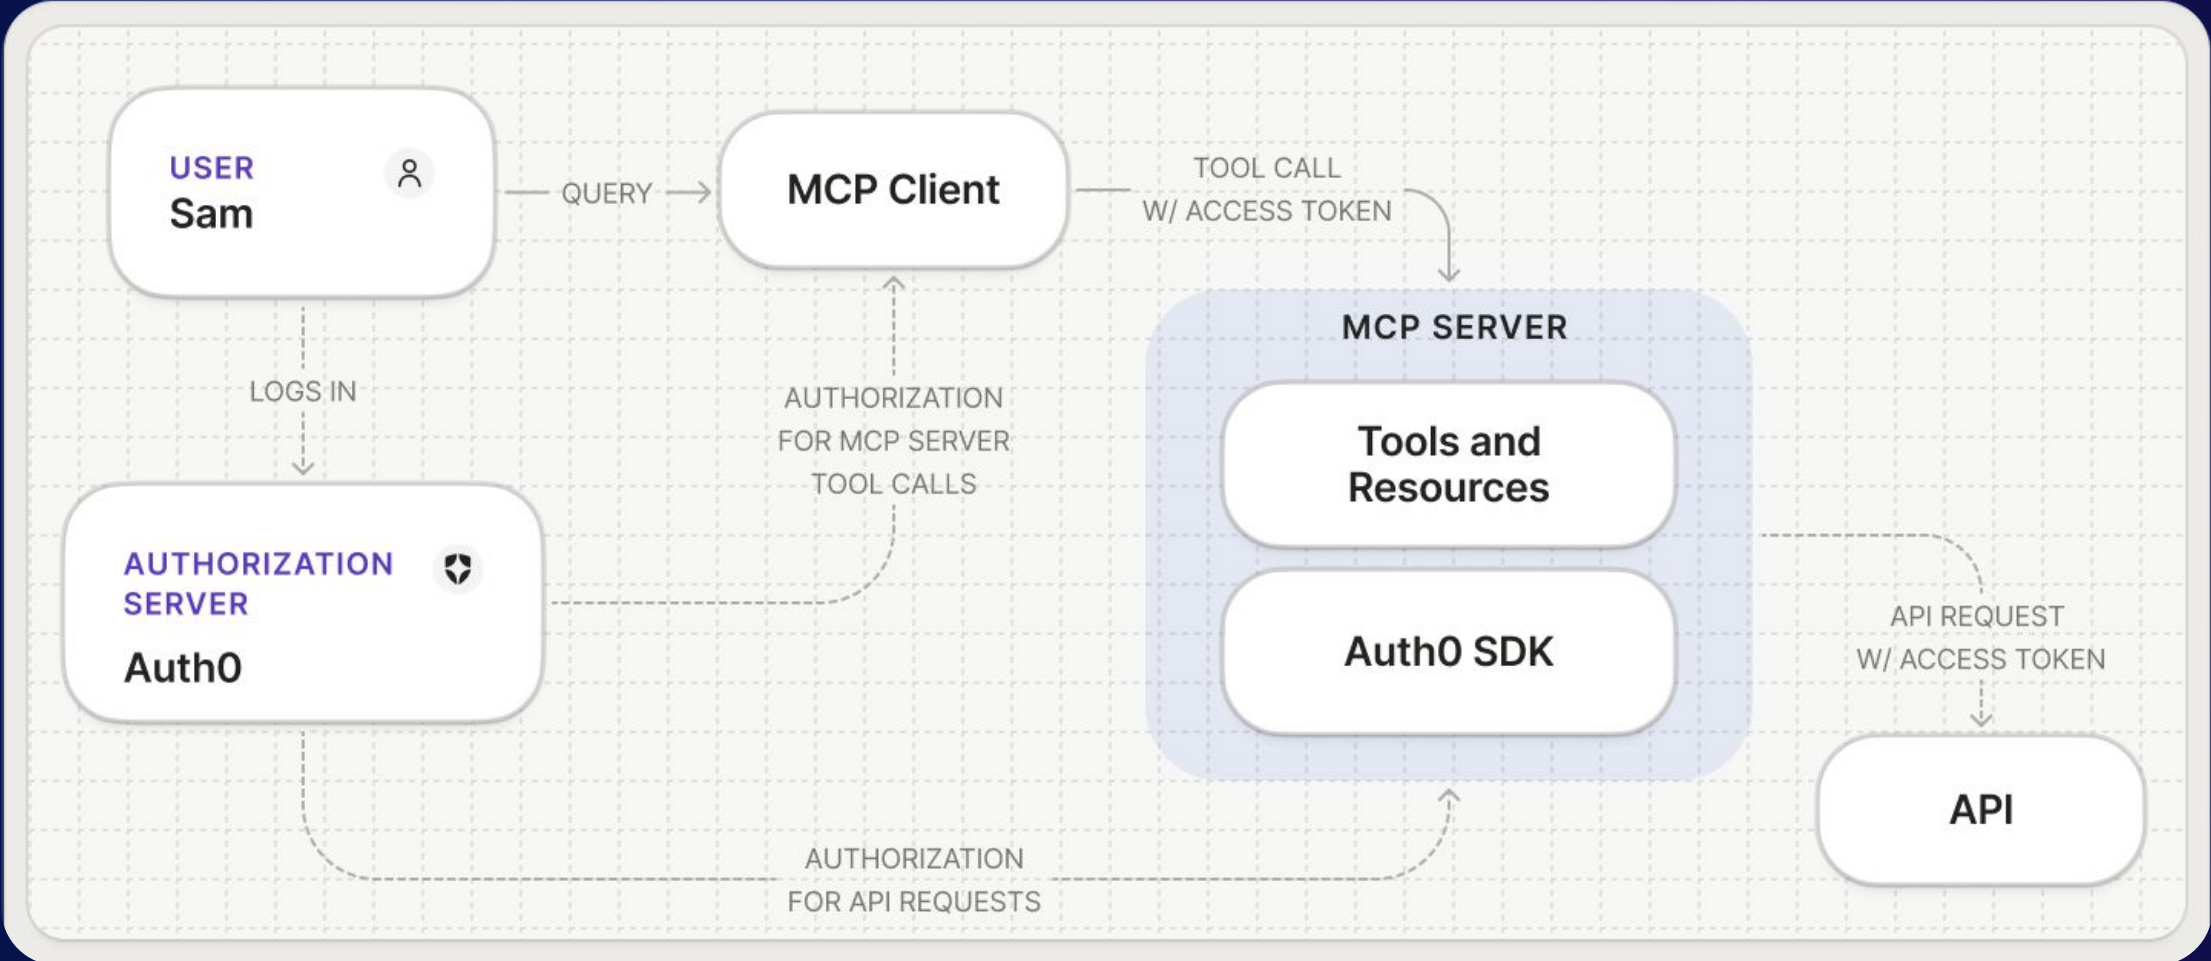 USER
Sam
QUERY
MCP Client
TOOL CALL
W/ ACCESS TOKEN
LOGS IN
AUTHORIZATION
FOR MCP SERVER
TOOL CALLS
MCP SERVER
Tools and
Resources
AUTHORIZATION
SERVER
Auth0
Auth0 SDK
API REQUEST
W/ ACCESS TOKEN
API
AUTHORIZATION
FOR API REQUESTS